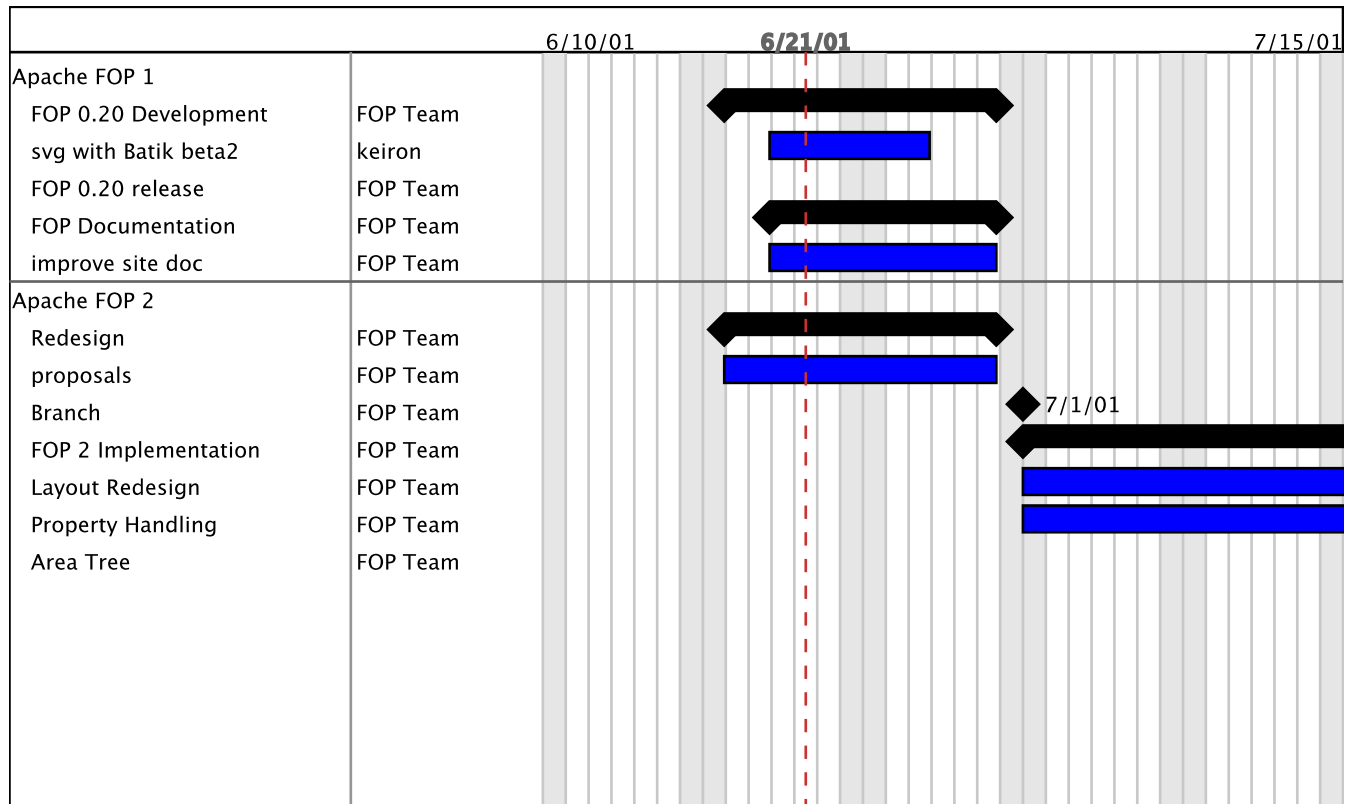 6/10/01 6/21/01 7/15/01
Apache FOP 1
FOP 0.20 Development FOP Team
svg with Batik beta2 keiron
FOP 0.20 release FOP Team
FOP Documentation FOP Team
improve site doc FOP Team
Apache FOP 2
Redesign FOP Team
proposals FOP Team
Branch FOP Team 7/1/01
FOP 2 Implementation FOP Team
Layout Redesign FOP Team
Property Handling FOP Team
Area Tree FOP Team